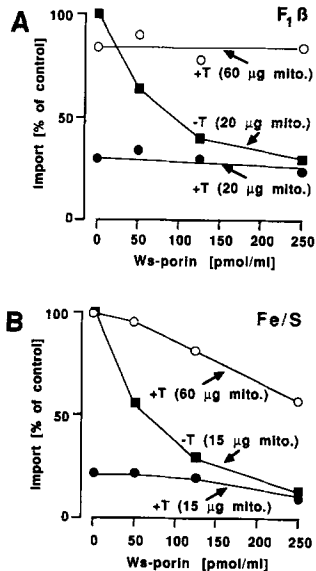 A
F₁ß
100
50
0
Import [% of control]
+T (60 µg mito.)
-T (20 µg mito.)
+T (20 µg mito.)
0 50 100 150 200 250
Ws-porin [pmol/ml]
B
Fe/S
100
50
0
Import [% of control]
+T (60 µg mito.)
-T (15 µg mito.)
+T (15 µg mito.)
0 50 100 150 200 250
Ws-porin [pmol/ml]